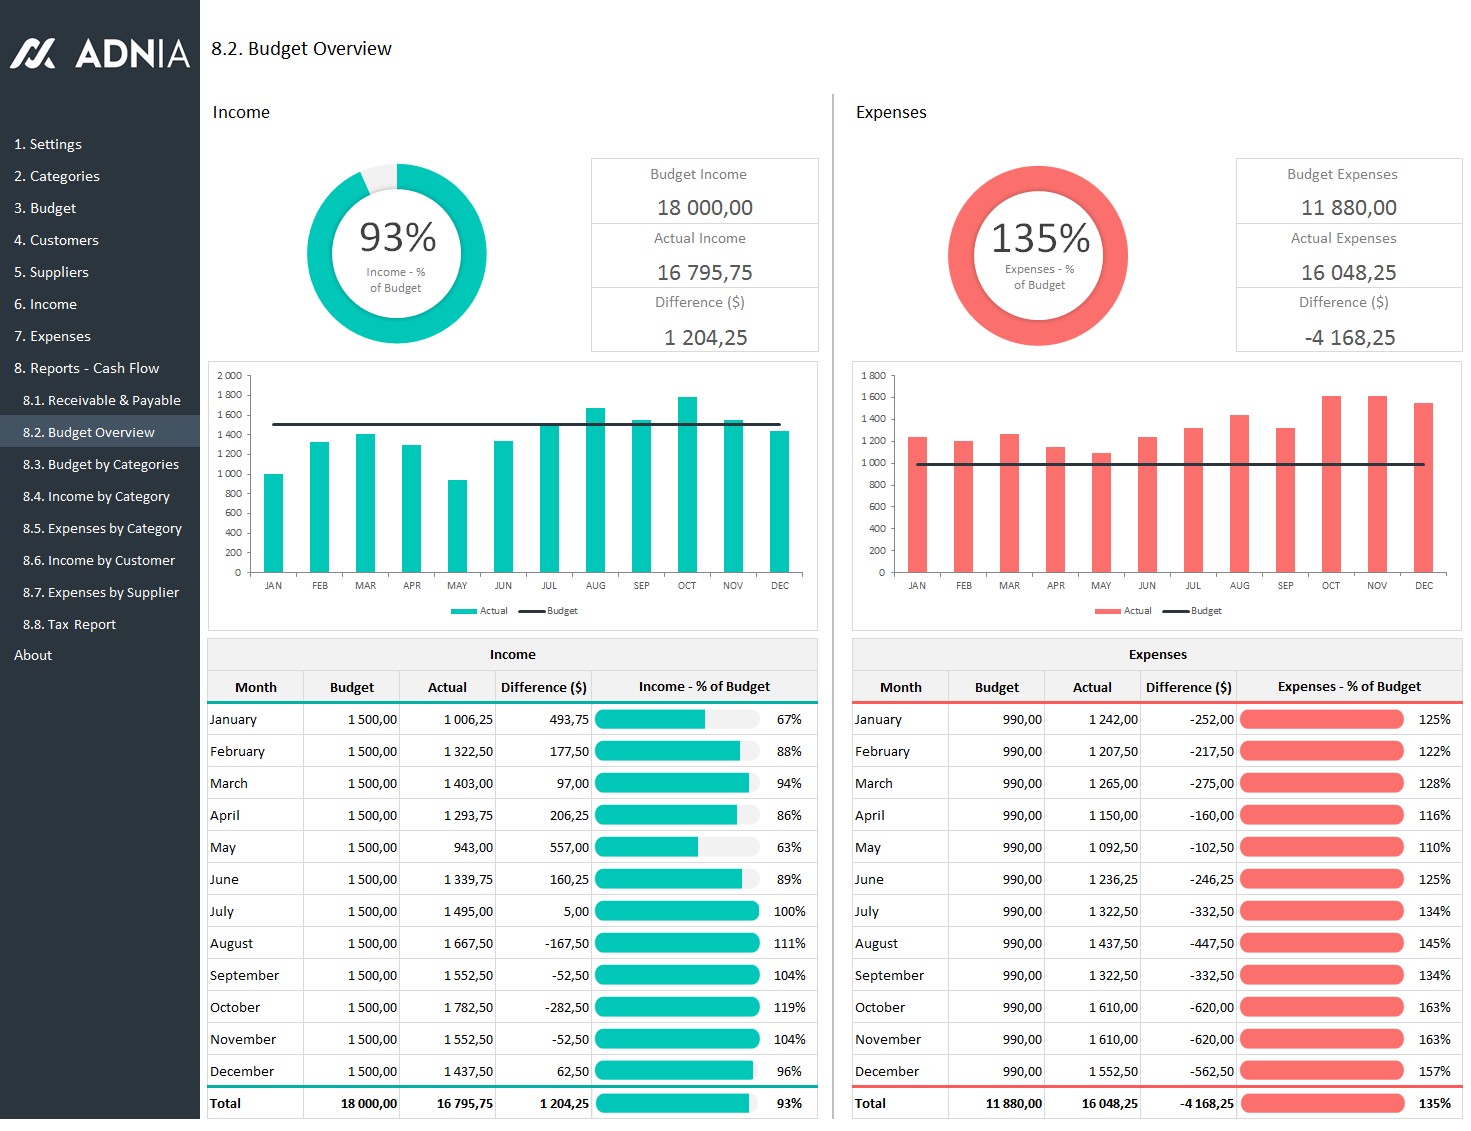 ADNIA
8.2. Budget Overview
1. Settings
2. Categories
3. Budget
4. Customers
5. Suppliers
6. Income
7. Expenses
8. Reports - Cash Flow
8.1. Receivable & Payable
8.2. Budget Overview
8.3. Budget by Categories
8.4. Income by Category
8.5. Expenses by Category
8.6. Income by Customer
8.7. Expenses by Supplier
8.8. Tax Report
About
Income
93%
Income - %
of Budget
Budget Income
18 000,00
Actual Income
16 795,75
Difference ($)
1 204,25
2 000
1 800
1 600
1 400
1 200
1 000
800
600
400
200
0
JAN FEB MAR APR MAY JUN JUL AUG SEP OCT NOV DEC
Actual Budget
Income
Month Budget Actual Difference ($) Income - % of Budget
January 1 500,00 1 006,25 493,75 67%
February 1 500,00 1 322,50 177,50 88%
March 1 500,00 1 403,00 97,00 94%
April 1 500,00 1 293,75 206,25 86%
May 1 500,00 943,00 557,00 63%
June 1 500,00 1 339,75 160,25 89%
July 1 500,00 1 495,00 5,00 100%
August 1 500,00 1 667,50 -167,50 111%
September 1 500,00 1 552,50 -52,50 104%
October 1 500,00 1 782,50 -282,50 119%
November 1 500,00 1 552,50 -52,50 104%
December 1 500,00 1 437,50 62,50 96%
Total 18 000,00 16 795,75 1 204,25 93%
Expenses
135%
Expenses - %
of Budget
Budget Expenses
11 880,00
Actual Expenses
16 048,25
Difference ($)
-4 168,25
1 800
1 600
1 400
1 200
1 000
800
600
400
200
0
JAN FEB MAR APR MAY JUN JUL AUG SEP OCT NOV DEC
Actual Budget
Expenses
Month Budget Actual Difference ($) Expenses - % of Budget
January 990,00 1 242,00 -252,00 125%
February 990,00 1 207,50 -217,50 122%
March 990,00 1 265,00 -275,00 128%
April 990,00 1 150,00 -160,00 116%
May 990,00 1 092,50 -102,50 110%
June 990,00 1 236,25 -246,25 125%
July 990,00 1 322,50 -332,50 134%
August 990,00 1 437,50 -447,50 145%
September 990,00 1 322,50 -332,50 134%
October 990,00 1 610,00 -620,00 163%
November 990,00 1 610,00 -620,00 163%
December 990,00 1 552,50 -562,50 157%
Total 11 880,00 16 048,25 -4 168,25 135%